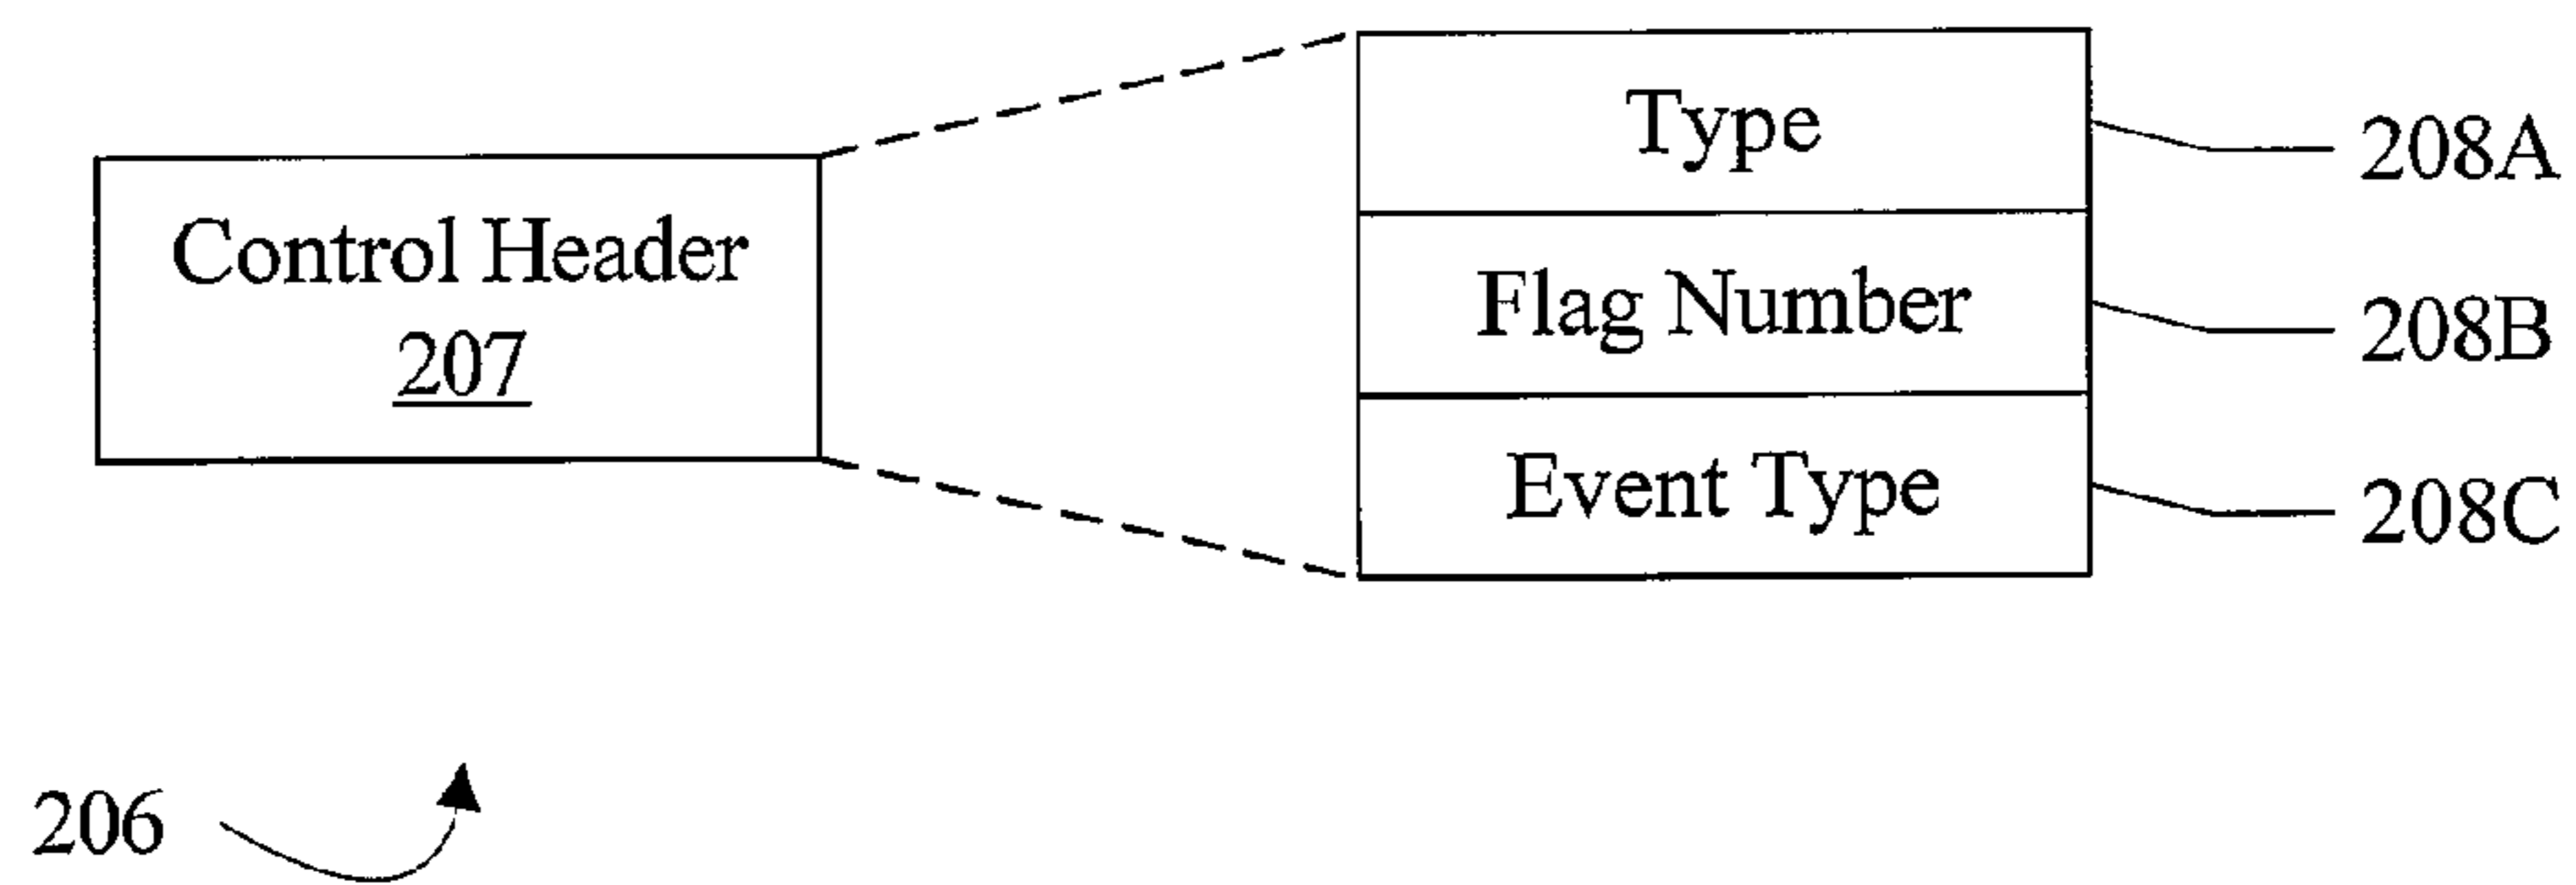 Control Header
207
Type
208A
Flag Number
208B
Event Type
208C
206